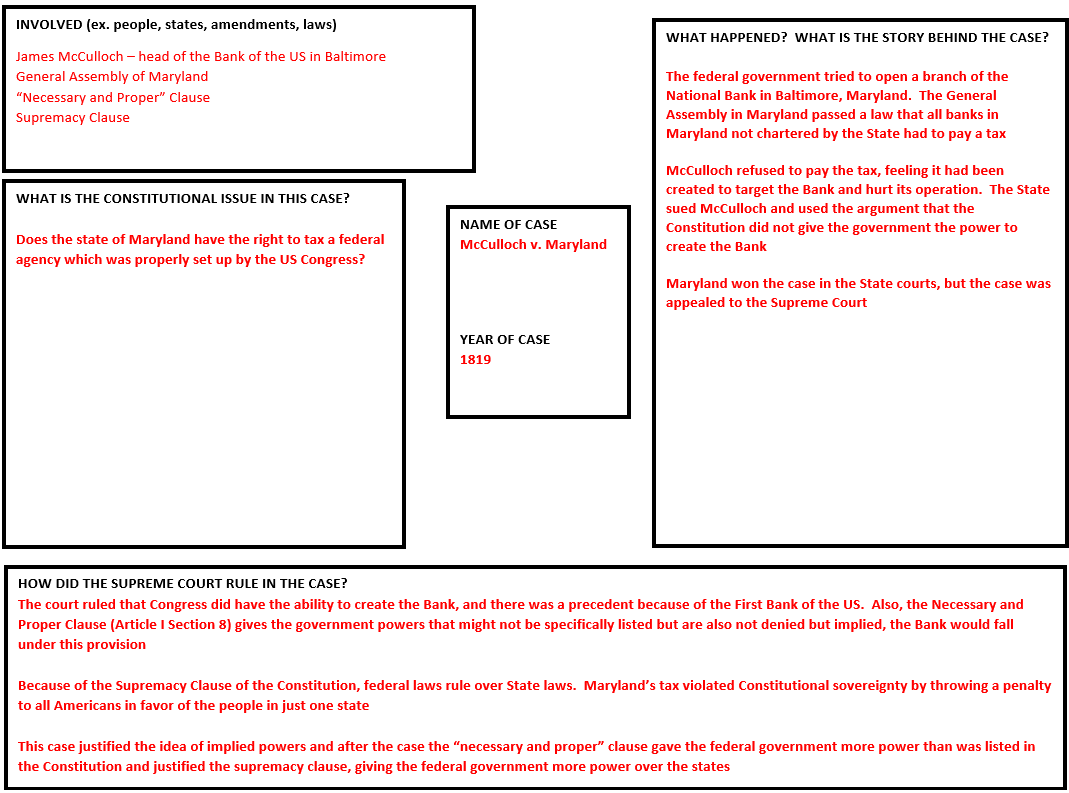 INVOLVED (ex. people, states, amendments, laws)
James McCulloch – head of the Bank of the US in Baltimore
General Assembly of Maryland
“Necessary and Proper” Clause
Supremacy Clause
WHAT IS THE CONSTITUTIONAL ISSUE IN THIS CASE?
Does the state of Maryland have the right to tax a federal
agency which was properly set up by the US Congress?
NAME OF CASE
McCulloch v. Maryland
YEAR OF CASE
1819
WHAT HAPPENED?  WHAT IS THE STORY BEHIND THE CASE?
The federal government tried to open a branch of the
National Bank in Baltimore, Maryland.  The General
Assembly in Maryland passed a law that all banks in
Maryland not chartered by the State had to pay a tax
McCulloch refused to pay the tax, feeling it had been
created to target the Bank and hurt its operation.  The State
sued McCulloch and used the argument that the
Constitution did not give the government the power to
create the Bank
Maryland won the case in the State courts, but the case was
appealed to the Supreme Court
HOW DID THE SUPREME COURT RULE IN THE CASE?
The court ruled that Congress did have the ability to create the Bank, and there was a precedent because of the First Bank of the US.  Also, the Necessary and
Proper Clause (Article I Section 8) gives the government powers that might not be specifically listed but are also not denied but implied, the Bank would fall
under this provision
Because of the Supremacy Clause of the Constitution, federal laws rule over State laws.  Maryland’s tax violated Constitutional sovereignty by throwing a penalty
to all Americans in favor of the people in just one state
This case justified the idea of implied powers and after the case the “necessary and proper” clause gave the federal government more power than was listed in
the Constitution and justified the supremacy clause, giving the federal government more power over the states